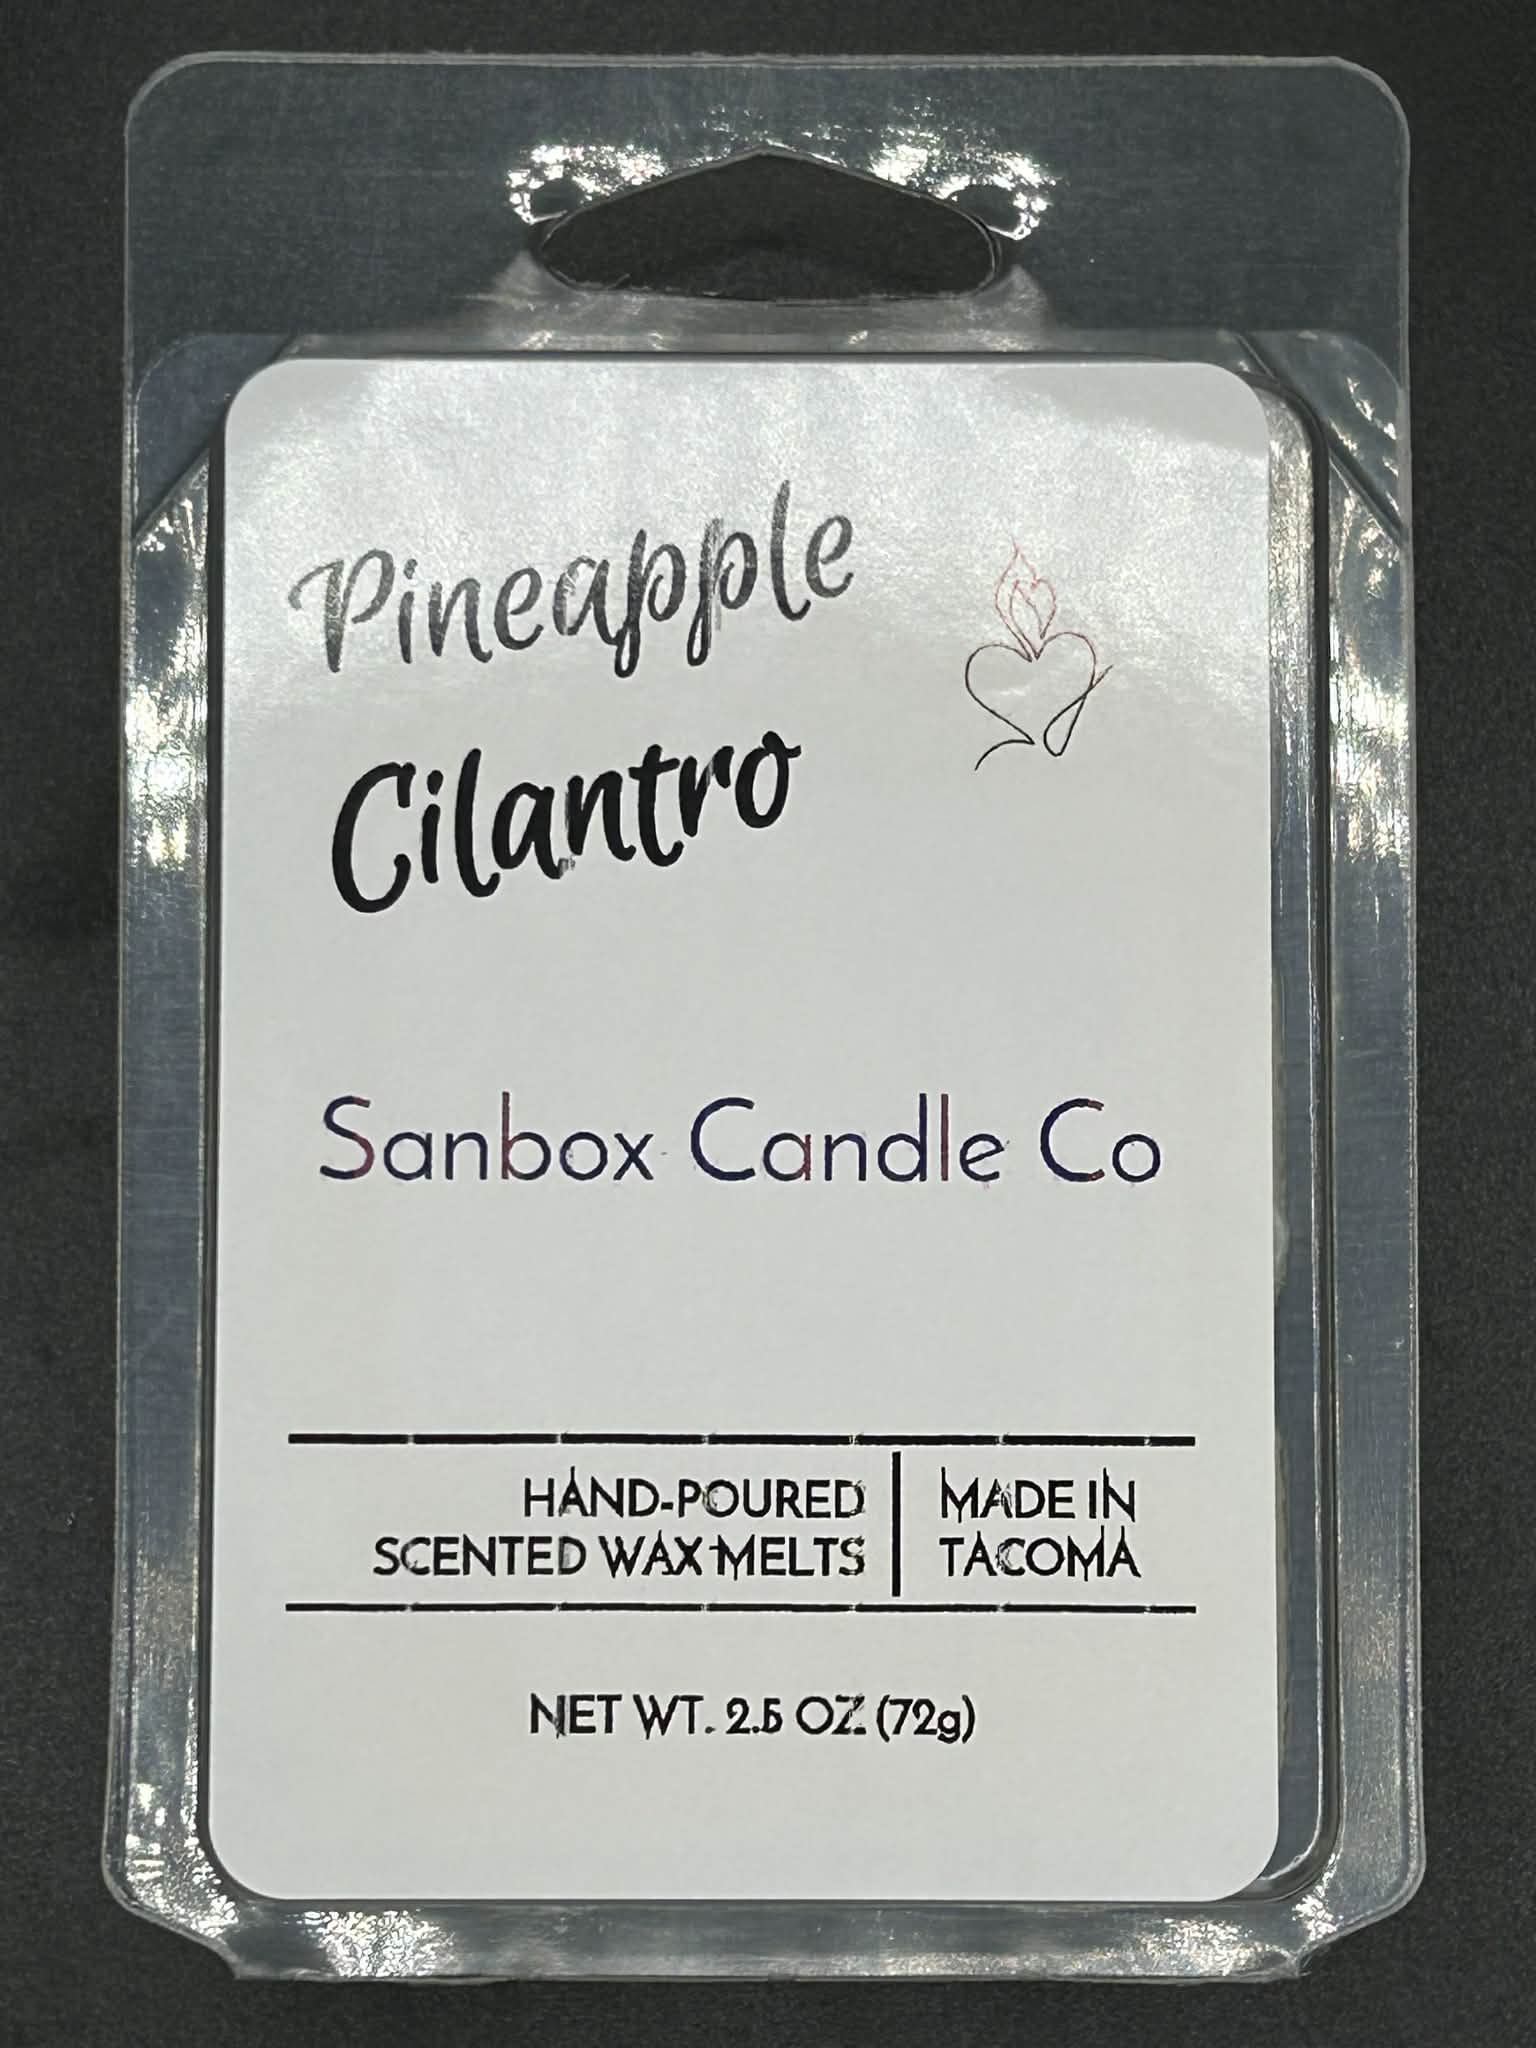 Pineapple
Cilantro
Sanbox Candle Co
HAND-POURED
SCENTED WAX MELTS
MADE IN
TACOMA
NET WT. 2.5 OZ (72g)